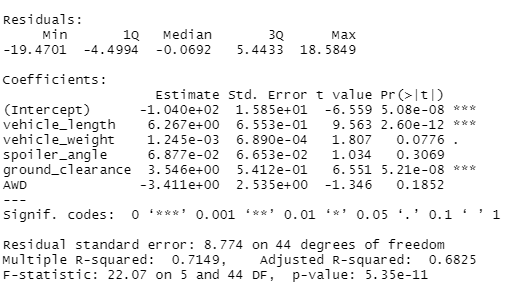 Residuals:
     Min       1Q   Median       3Q      Max
-19.4701  -4.4994  -0.0692   5.4433  18.5849

Coefficients:
                   Estimate Std. Error t value Pr(>|t|)
(Intercept)      -1.040e+02  1.585e+01  -6.559 5.08e-08 ***
vehicle_length    6.267e+00  6.553e-01   9.563 2.60e-12 ***
vehicle_weight    1.245e-03  6.890e-04   1.807   0.0776 .
spoiler_angle     6.877e-02  6.653e-02   1.034   0.3069
ground_clearance  3.546e+00  5.412e-01   6.551 5.21e-08 ***
AWD              -3.411e+00  2.535e+00  -1.346   0.1852
---
Signif. codes:  0 ‘***’ 0.001 ‘**’ 0.01 ‘*’ 0.05 ‘.’ 0.1 ‘ ’ 1

Residual standard error: 8.774 on 44 degrees of freedom
Multiple R-squared:  0.7149,    Adjusted R-squared:  0.6825
F-statistic: 22.07 on 5 and 44 DF,  p-value: 5.35e-11